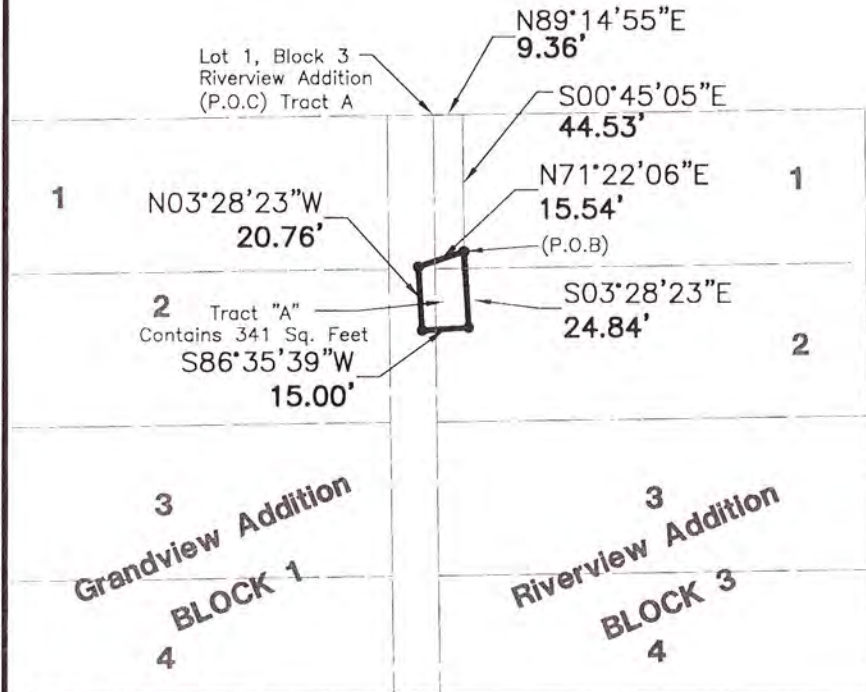 N89°14'55"E
9.36'
Lot 1, Block 3
Riverview Addition
(P.O.C) Tract A
S00°45'05"E
44.53'
N71°22'06"E
15.54'
1
1
N03°28'23"W
20.76'
(P.O.B)
S03°28'23"E
24.84'
2
Tract "A"
Contains 341 Sq. Feet
2
S86°35'39"W
15.00'
3
Grandview Addition
BLOCK 1
4
3
Riverview Addition
BLOCK 3
4